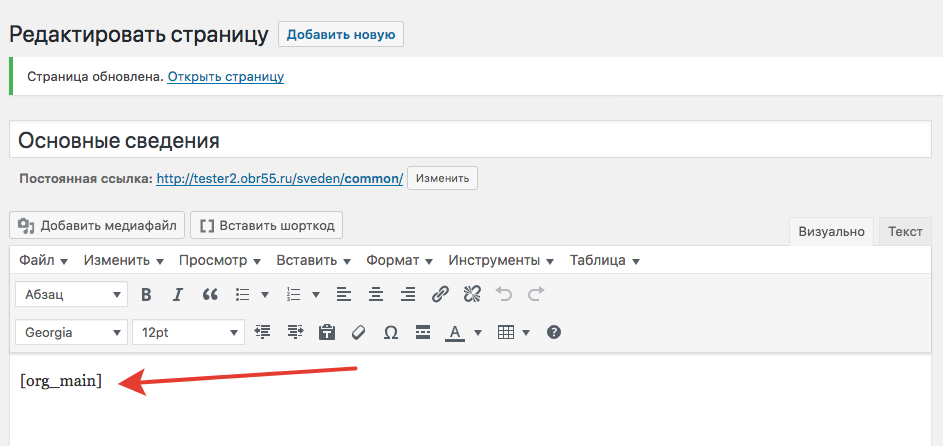 Редактировать страницу Добавить новую
Страница обновлена. Открыть страницу
Основные сведения
Постоянная ссылка: http://tester2.obr55.ru/sveden/common/ Изменить
Добавить медиафайл [ ] Вставить шорткод Визуально Текст
Файл Изменить Просмотр Вставить Формат Инструменты Таблица
Абзац B I
Georgia 12pt Ω A ?
[org_main]